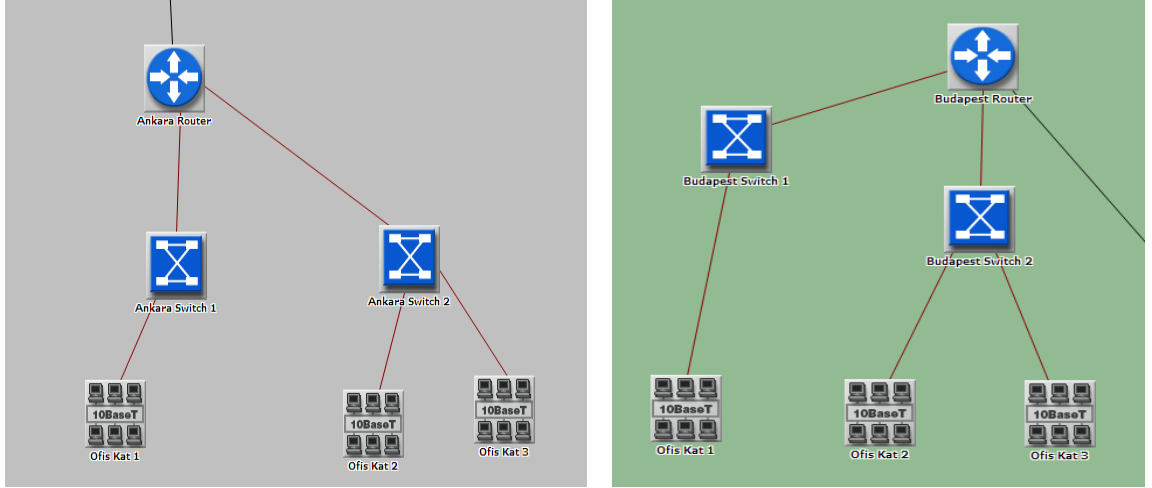 Ankara Router
Ankara Switch 1
Ankara Switch 2
10BaseT
Ofis Kat 1
10BaseT
Ofis Kat 2
10BaseT
Ofis Kat 3
Budapest Router
Budapest Switch 1
Budapest Switch 2
10BaseT
Ofis Kat 1
10BaseT
Ofis Kat 2
10BaseT
Ofis Kat 3